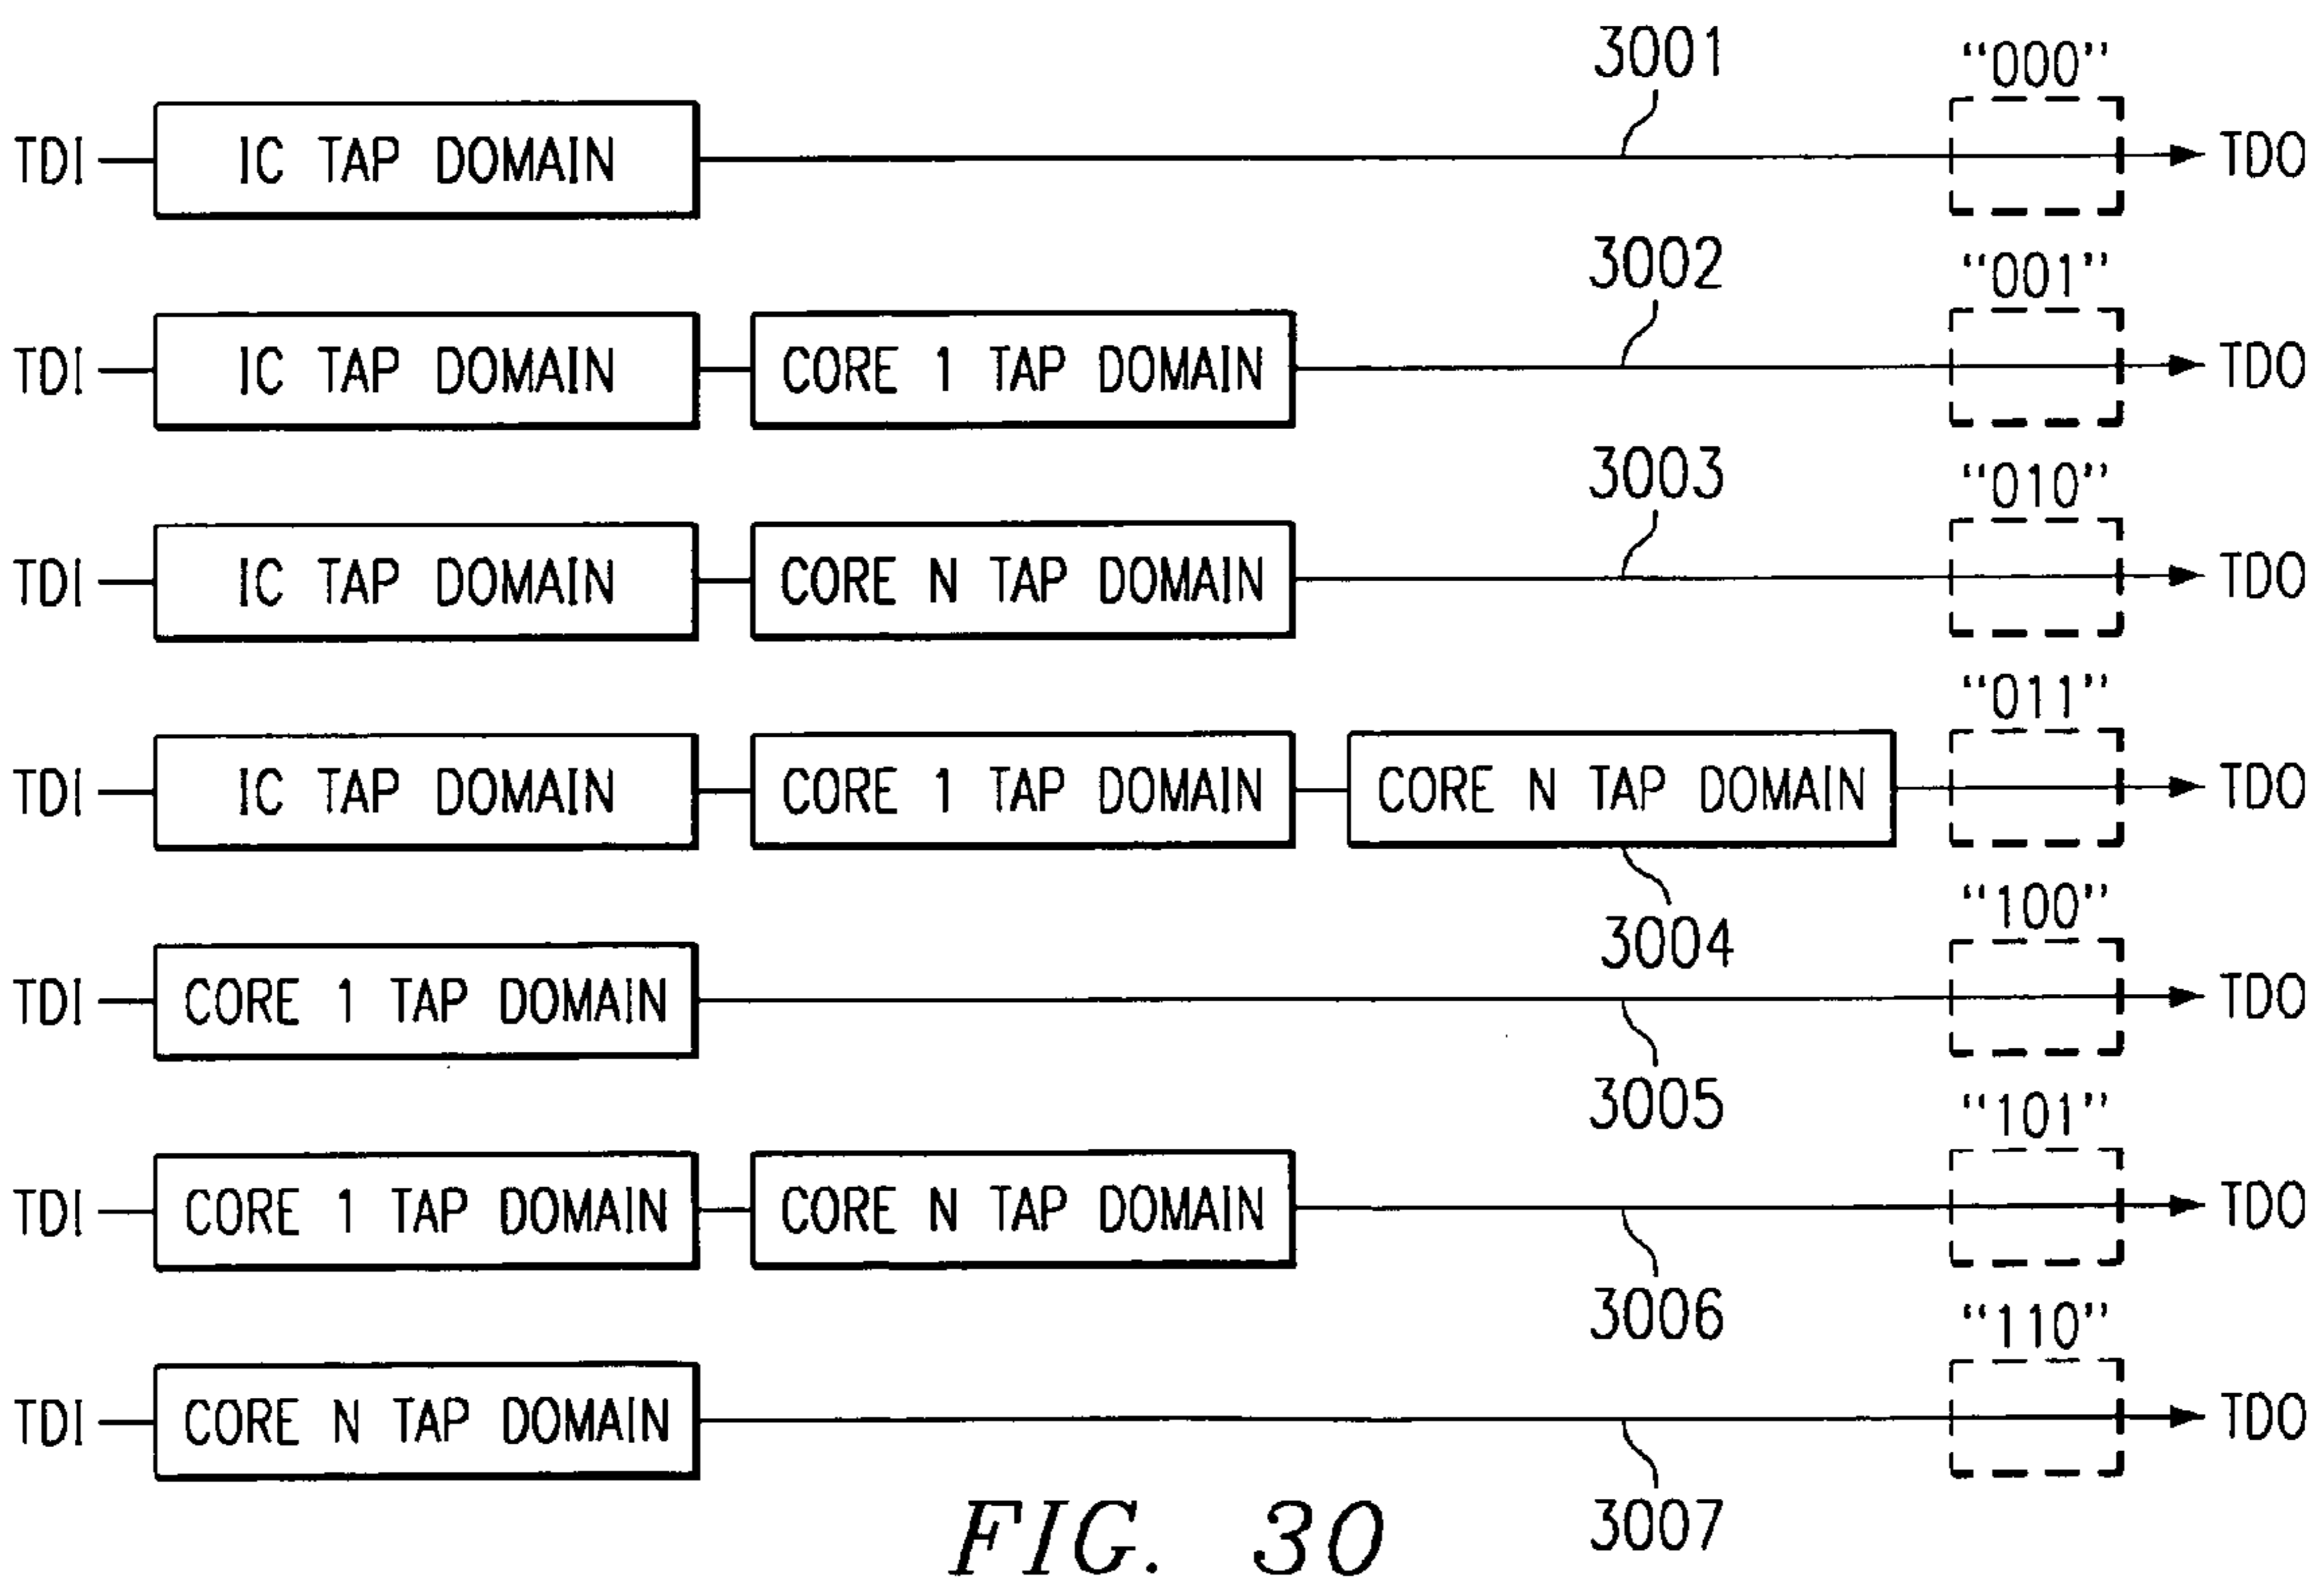 3001 "000"
TDI IC TAP DOMAIN TDO
3002 "001"
TDI IC TAP DOMAIN CORE 1 TAP DOMAIN TDO
3003 "010"
TDI IC TAP DOMAIN CORE N TAP DOMAIN TDO
"011"
TDI IC TAP DOMAIN CORE 1 TAP DOMAIN CORE N TAP DOMAIN TDO
3004 "100"
TDI CORE 1 TAP DOMAIN TDO
3005 "101"
TDI CORE 1 TAP DOMAIN CORE N TAP DOMAIN TDO
3006 "110"
TDI CORE N TAP DOMAIN TDO
3007
FIG. 30